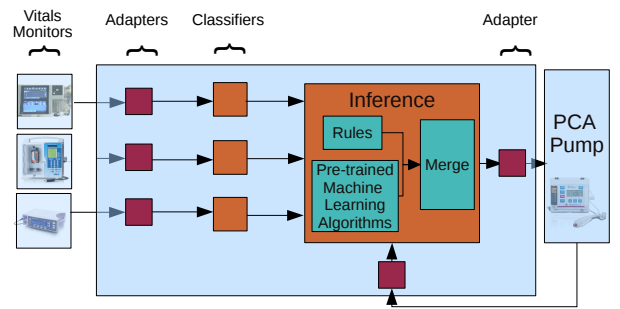 Vitals
Monitors
Adapters
Classifiers
Adapter
Inference
Rules
Pre-trained
Machine
Learning
Algorithms
Merge
PCA
Pump